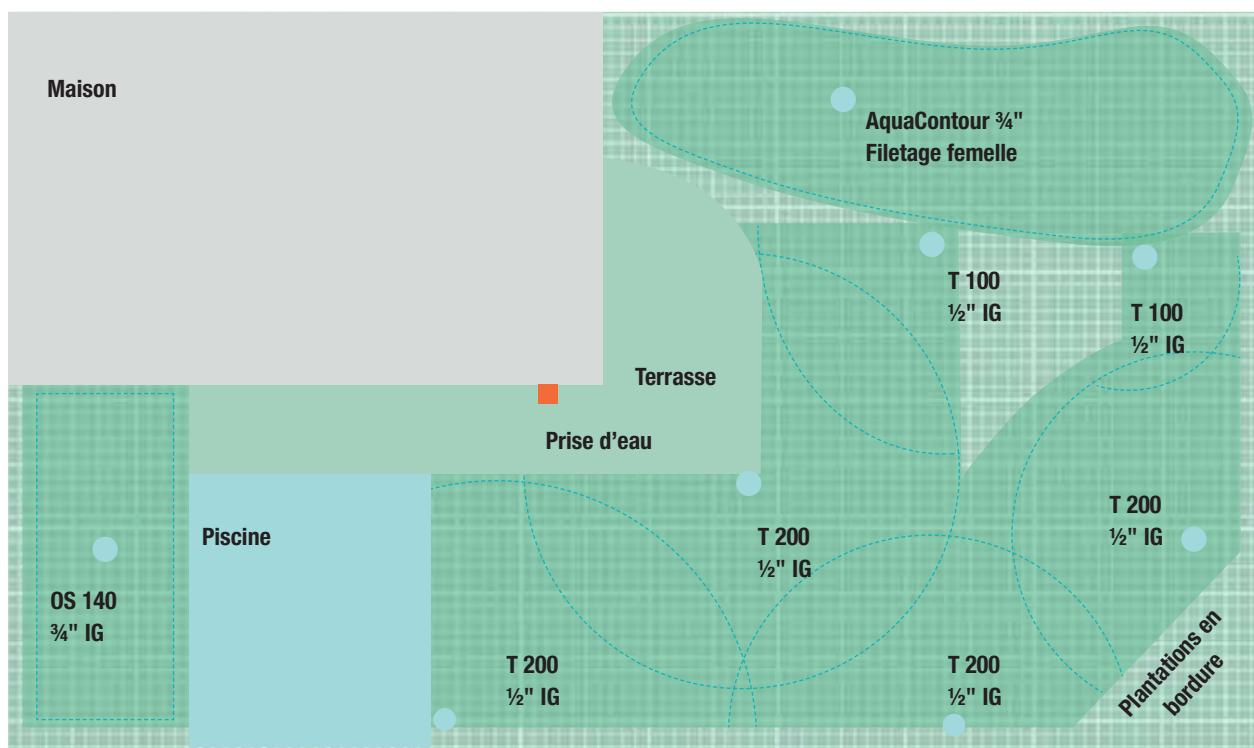 Maison
AquaContour ¾"
Filetage femelle
T 100
½" IG
T 100
½" IG
Terrasse
Prise d’eau
Piscine
T 200
½" IG
T 200
½" IG
OS 140
¾" IG
T 200
½" IG
T 200
½" IG
Plantations en
bordure